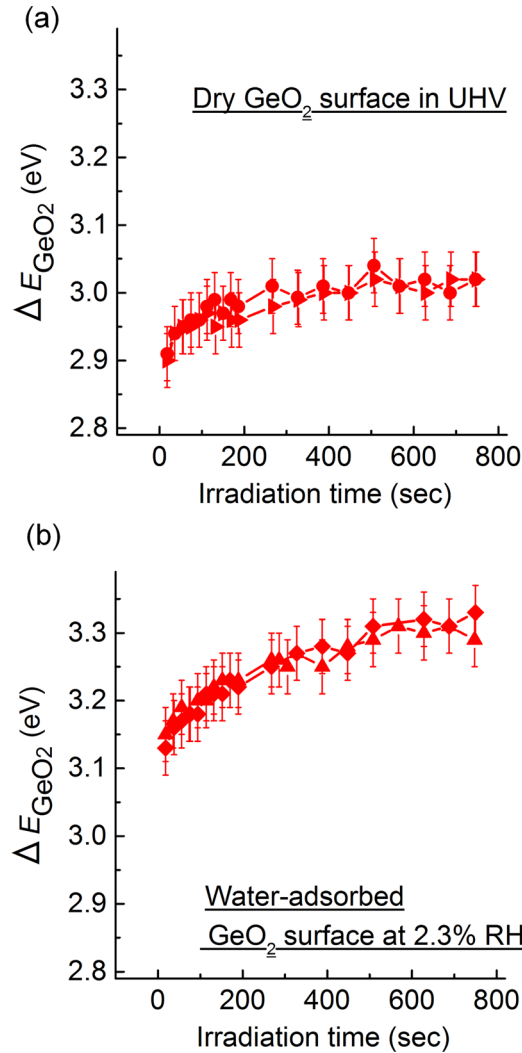 (a)
3.3
3.2
3.1
3.0
2.9
2.8
Δ E GeO2 (eV)
Dry GeO2 surface in UHV
0 200 400 600 800
Irradiation time (sec)
(b)
3.3
3.2
3.1
3.0
2.9
2.8
Δ E GeO2 (eV)
Water-adsorbed
GeO2 surface at 2.3% RH
0 200 400 600 800
Irradiation time (sec)